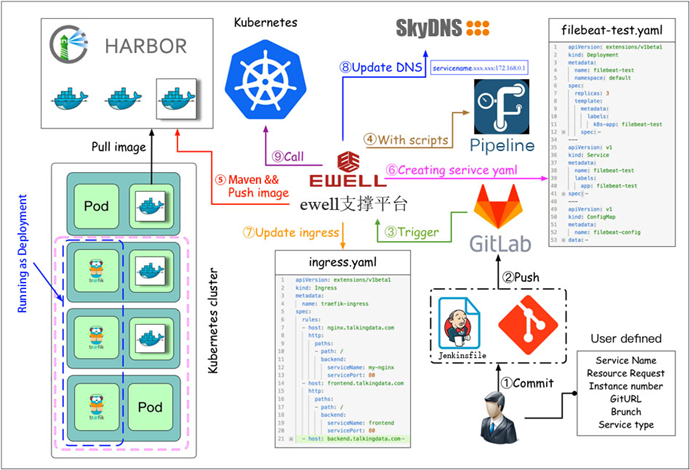 HARBOR
Kubernetes
SkyDNS
⑧Update DNS
servicename.xxx.xxx:172.168.0.1
④With scripts
Pipeline
filebeat-test.yaml
1 apiVersion: extensions/v1beta1
2 kind: Deployment
3 metadata:
4 name: filebeat-test
5 namespace: default
6 spec:
7 replicas: 3
8 template:
9 metadata:
10 labels:
11 k8s-app: filebeat-test
12 spec:
33 ---
34 apiVersion: v1
35 kind: Service
36 metadata:
37 name: filebeat-test
38 labels:
39 app: filebeat-test
40 spec:
48 ---
49 apiVersion: v1
50 kind: ConfigMap
51 metadata:
52 name: filebeat-config
53 data:
Pull image
⑤Maven &&
Push image
⑨Call
EWELL
ewell支撑平台
⑥Creating serivce yaml
③Trigger
GitLab
⑦Update ingress
Pod
træfik
træfik
træfik
Pod
Running as Deployment
Kubernetes cluster
ingress.yaml
1 apiVersion: extensions/v1beta1
2 kind: Ingress
3 metadata:
4 name: traefik-ingress
5 spec:
6 rules:
7 - host: nginx.talkingdata.com
8 http:
9 paths:
10 - path: /
11 backend:
12 serviceName: my-nginx
13 servicePort: 80
14 - host: frontend.talkingdata.com
15 http:
16 paths:
17 - path: /
18 backend:
19 serviceName: frontend
20 servicePort: 80
21 - host: backend.talkingdata.com
②Push
Jenkinsfile
①Commit
User defined
Service Name
Resource Request
Instance number
GitURL
Brunch
Service type